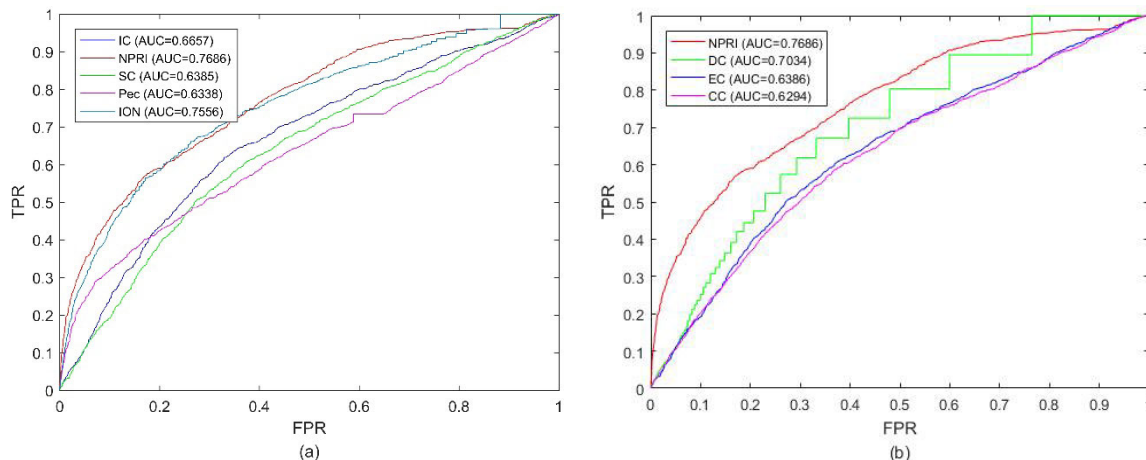 1
0.9
0.8
0.7
0.6
0.5
0.4
0.3
0.2
0.1
0
TPR
IC (AUC=0.6657)
NPRI (AUC=0.7686)
SC (AUC=0.6385)
Pec (AUC=0.6338)
ION (AUC=0.7556)
0 0.2 0.4 0.6 0.8 1
FPR
(a)
1
0.9
0.8
0.7
0.6
0.5
0.4
0.3
0.2
0.1
0
TPR
NPRI (AUC=0.7686)
DC (AUC=0.7034)
EC (AUC=0.6386)
CC (AUC=0.6294)
0 0.1 0.2 0.3 0.4 0.5 0.6 0.7 0.8 0.9
FPR
(b)